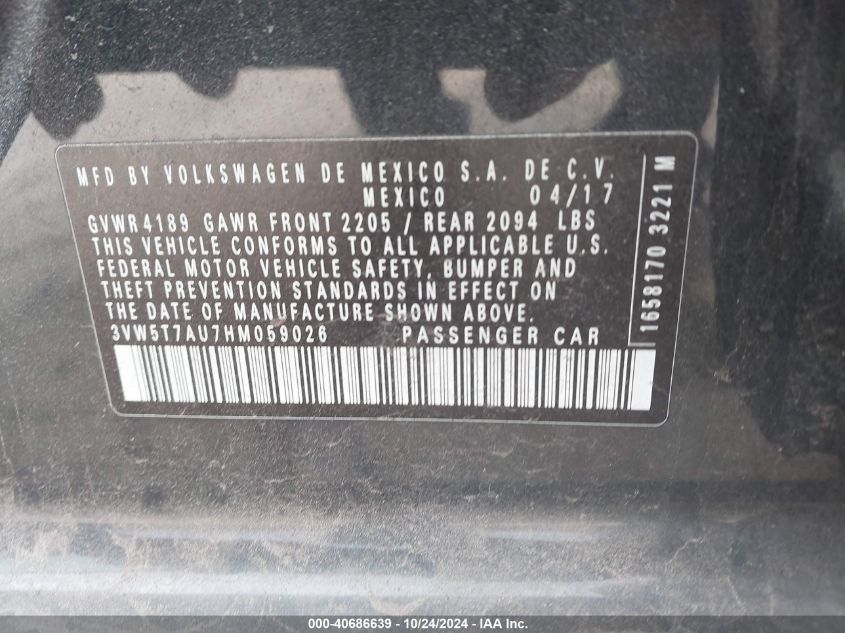 MFD BY VOLKSWAGEN DE MEXICO S.A. DE C.V.
MEXICO 04/17
GVWR 4189 GAWR FRONT 2205 / REAR 2094 LBS
THIS VEHICLE CONFORMS TO ALL APPLICABLE U.S.
FEDERAL MOTOR VEHICLE SAFETY, BUMPER AND
THEFT PREVENTION STANDARDS IN EFFECT ON
THE DATE OF MANUFACTURE SHOWN ABOVE.
3VW5T7AU7HM059026 PASSENGER CAR
1658170 3221 M
000-40686639 - 10/24/2024 - IAA Inc.